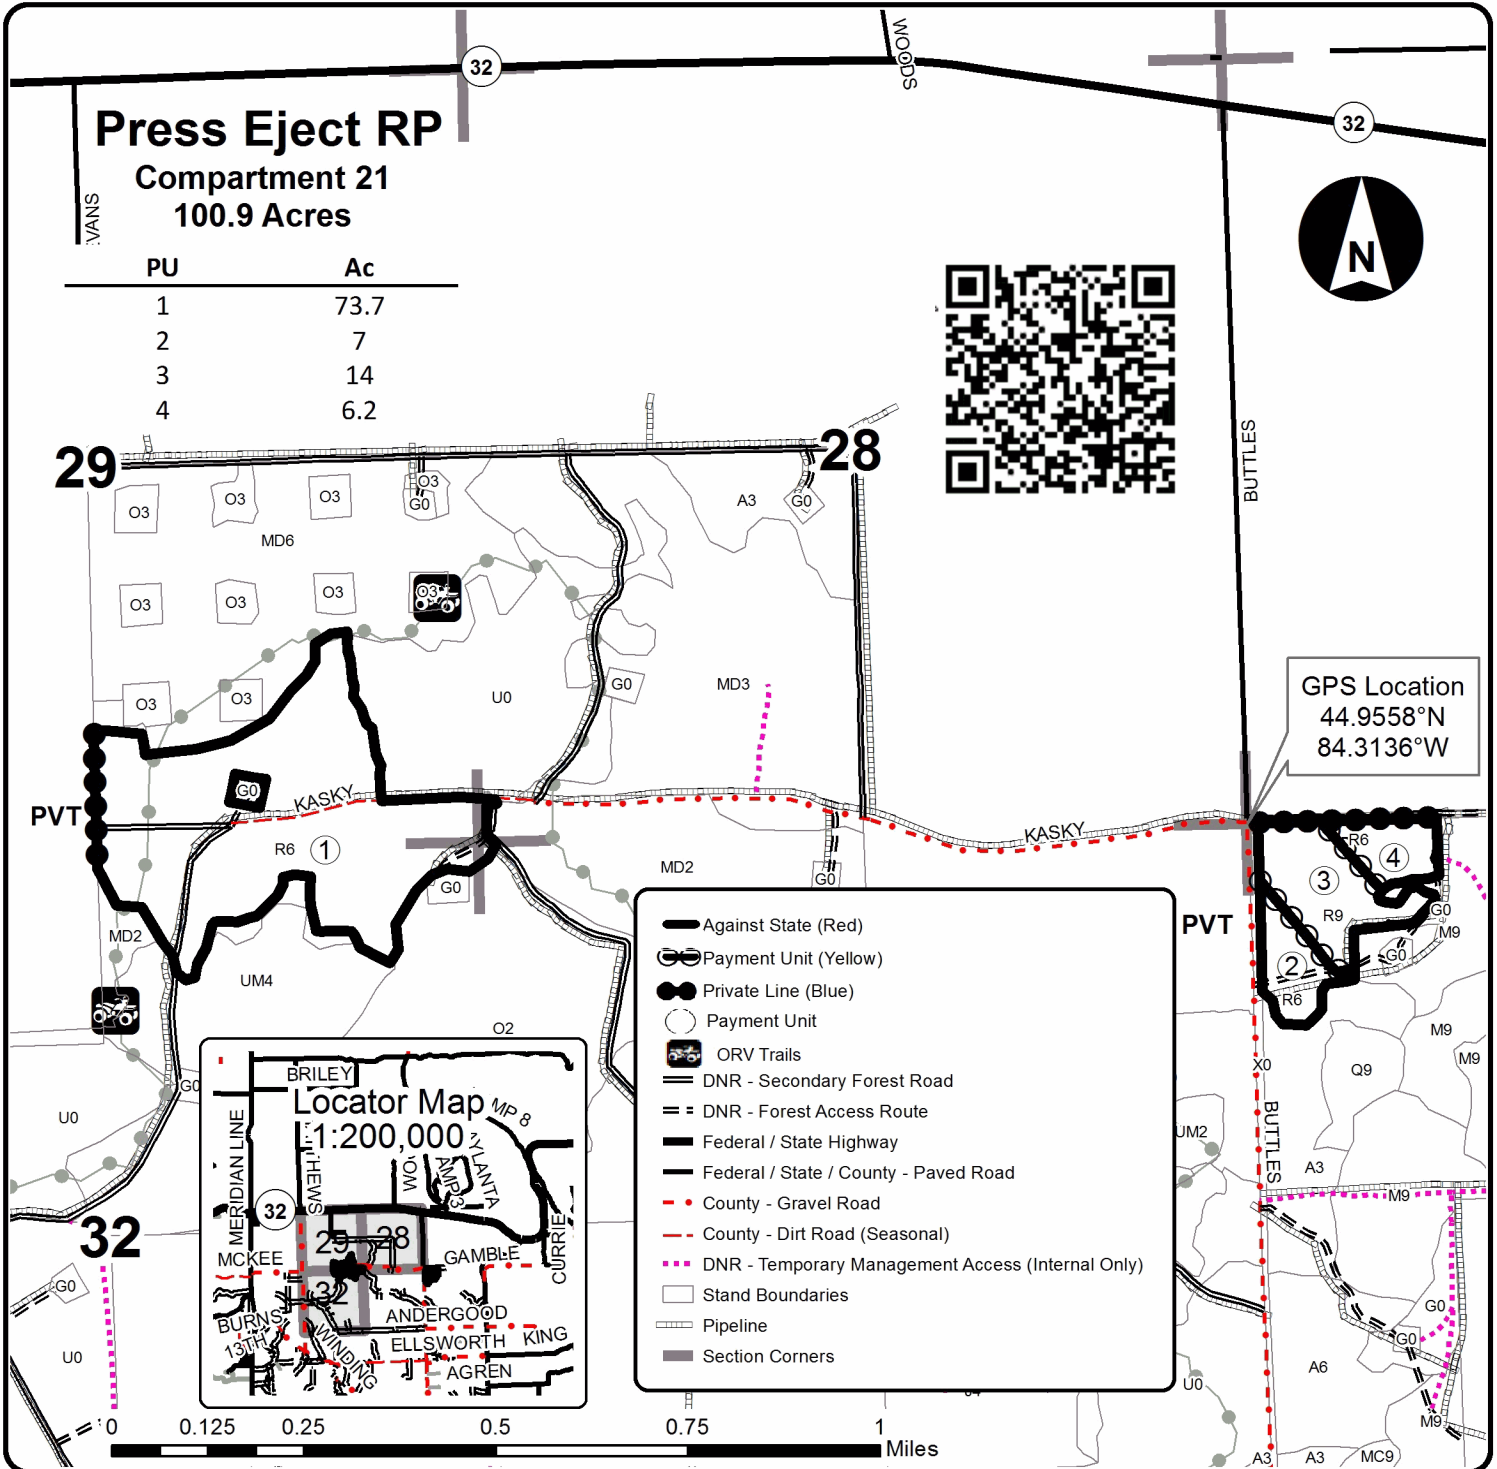 32
WOODS
32
Press Eject RP
Compartment 21
100.9 Acres
PU Ac
1 73.7
2 7
3 14
4 6.2
N
BUTTLES
29
28
O3
O3
O3
O3
G0
A3
G0
MD6
O3
O3
O3
O3
O3
O3
U0
G0
MD3
GPS Location
44.9558°N
84.3136°W
PVT
G0
KASKY
KASKY
R6
1
G0
MD2
G0
R6
4
3
R9
G0
M9
PVT
G0
2
R6
MD2
UM4
O2
G0
U0
M9
M9
X0
Q9
BUTTLES
UM2
A3
M9
Against State (Red)
Payment Unit (Yellow)
Private Line (Blue)
Payment Unit
ORV Trails
DNR - Secondary Forest Road
DNR - Forest Access Route
Federal / State Highway
Federal / State / County - Paved Road
County - Gravel Road
County - Dirt Road (Seasonal)
DNR - Temporary Management Access (Internal Only)
Stand Boundaries
Pipeline
Section Corners
BRILEY
Locator Map
1:200,000
MP 8
MERIDIAN LINE
32
28
32
MCKEE
GAMBLE
CURRIE
BURNS
13TH
WINDING
ANDERGOOD
ELLSWORTH
KING
AGREN
32
G0
U0
G0
G0
A6
U0
M9
A3
A3
MC9
0 0.125 0.25 0.5 0.75 1
Miles